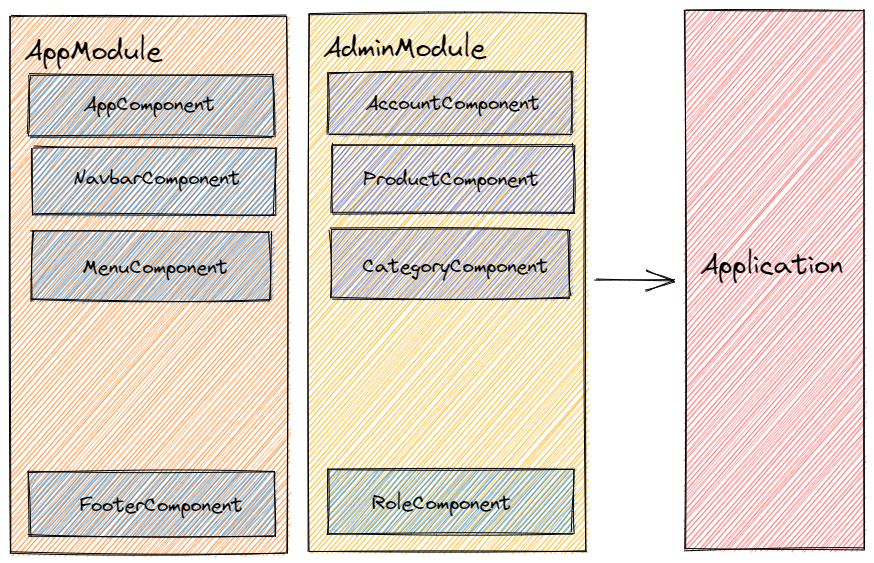 AppModule
AppComponent
NavbarComponent
MenuComponent
FooterComponent
AdminModule
AccountComponent
ProductComponent
CategoryComponent
RoleComponent
Application